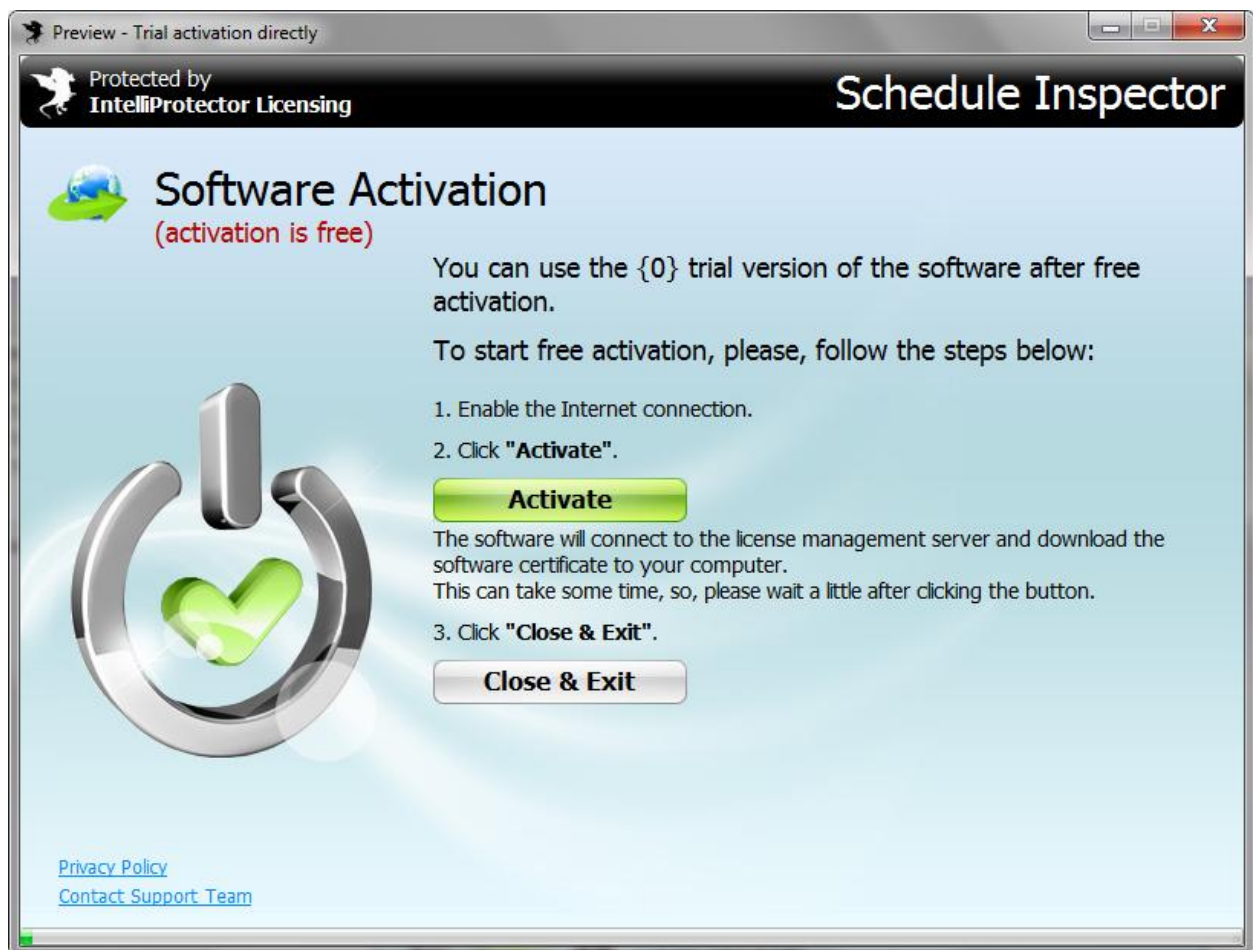 Preview - Trial activation directly
Protected by
IntelliProtector Licensing
Schedule Inspector
Software Activation
(activation is free)
You can use the {0} trial version of the software after free
activation.
To start free activation, please, follow the steps below:
1. Enable the Internet connection.
2. Click "Activate".
Activate
The software will connect to the license management server and download the
software certificate to your computer.
This can take some time, so, please wait a little after clicking the button.
3. Click "Close & Exit".
Close & Exit
Privacy Policy
Contact Support Team